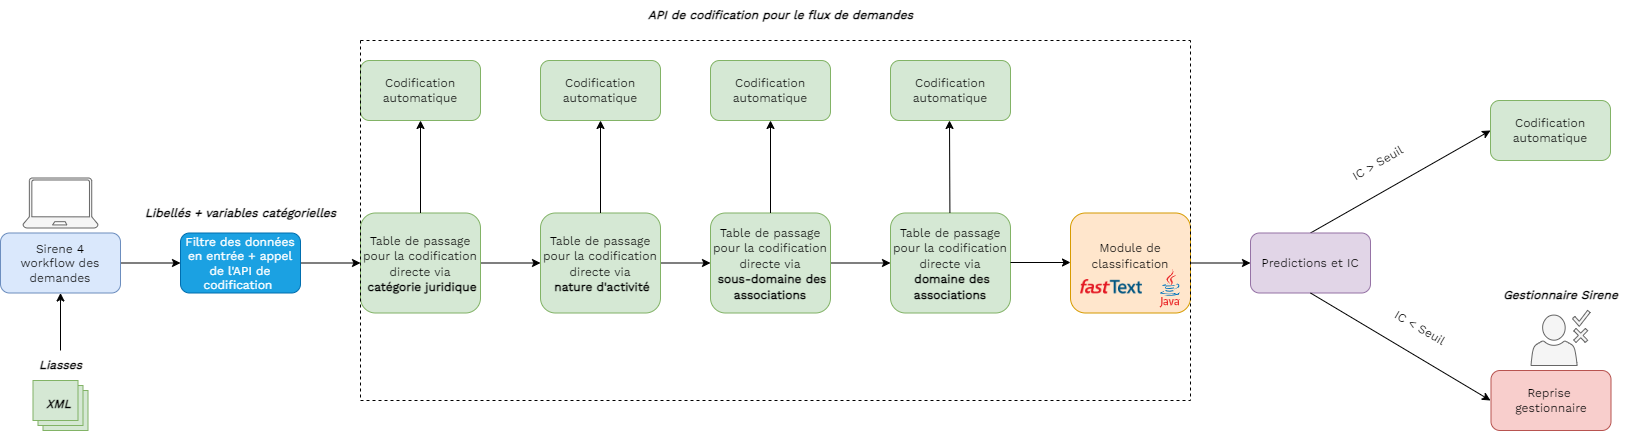 API de codification pour le flux de demandes
Codification
automatique
Codification
automatique
Codification
automatique
Codification
automatique
Codification
automatique
IC > Seuil
Libellés + variables catégorielles
Sirene 4
workflow des
demandes
Filtre des données
en entrée + appel
de l'API de
codification
Table de passage
pour la codification
directe via
catégorie juridique
Table de passage
pour la codification
directe via
nature d'activité
Table de passage
pour la codification
directe via
sous-domaine des
associations
Table de passage
pour la codification
directe via
domaine des
associations
Module de
classification
fastText
Java
Predictions et IC
IC < Seuil
Gestionnaire Sirene
Liasses
XML
Reprise
gestionnaire